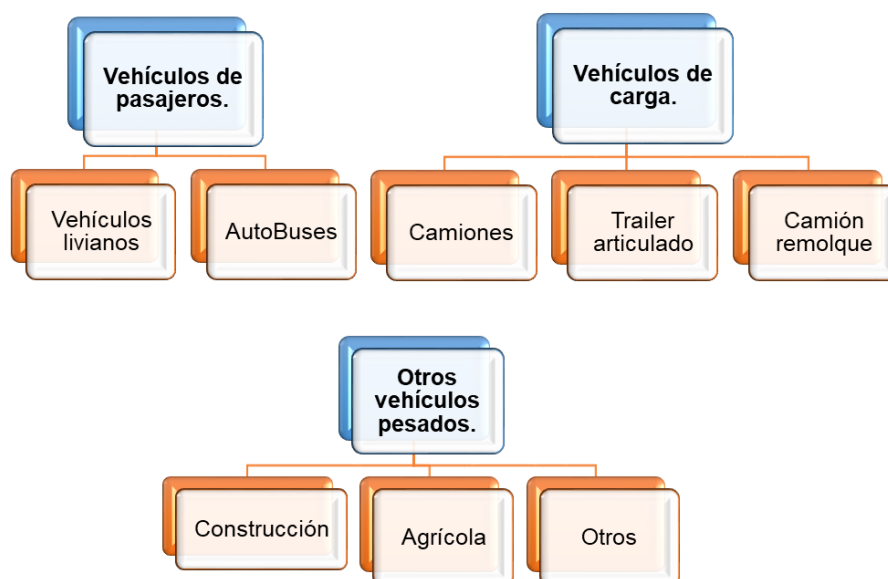 Vehículos de
pasajeros.
Vehículos de
carga.
Vehículos
livianos
AutoBuses
Camiones
Trailer
articulado
Camión
remolque
Otros
vehículos
pesados.
Construcción
Agrícola
Otros